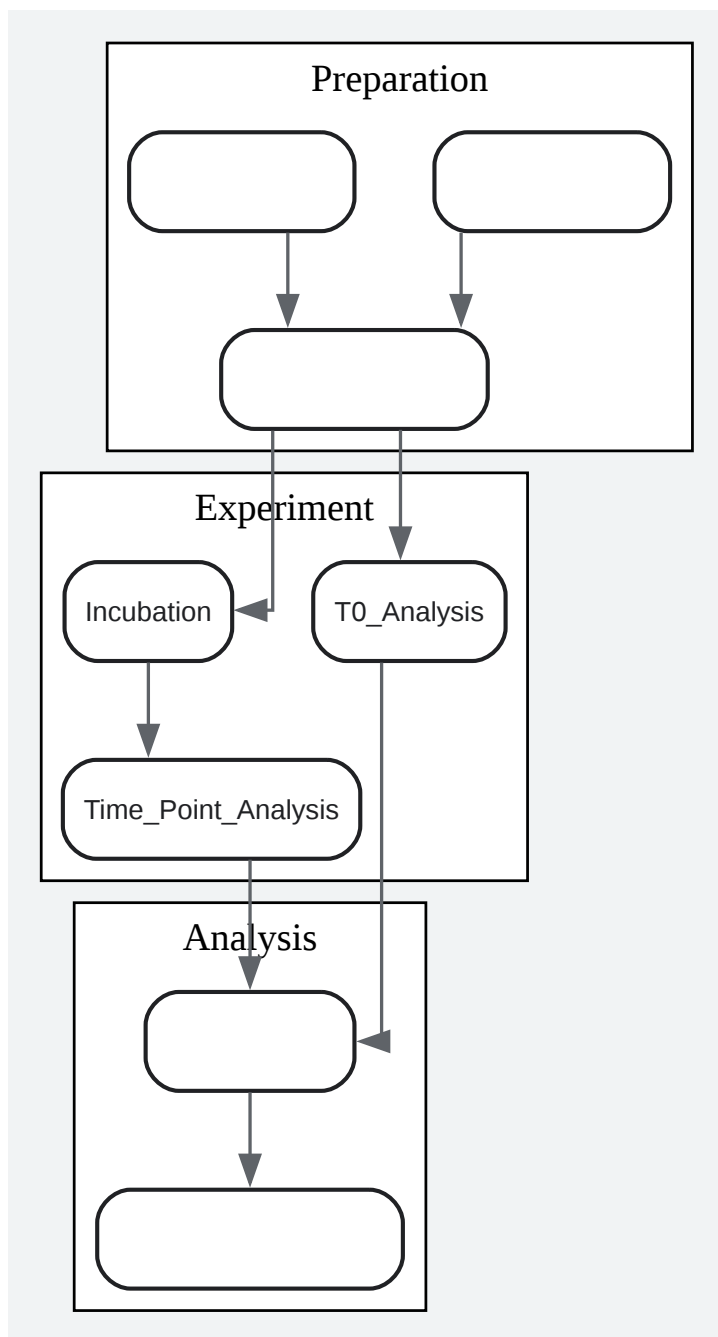 Preparation
Experiment
Incubation
T0_Analysis
Time_Point_Analysis
Analysis